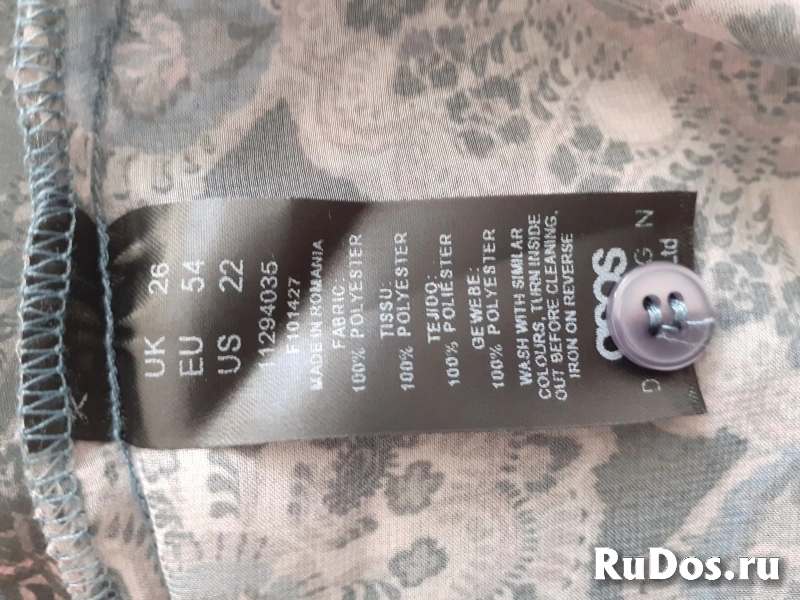 UK 26
EU 54
US 22
11294035
F101427
MADE IN ROMANIA
FABRIC:
100% POLYESTER
TISSU:
100% POLYESTER
TEJIDO:
100% POLIÉSTER
GEWEBE:
100% POLYESTER
WASH WITH SIMILAR
COLOURS, TURN INSIDE
OUT BEFORE CLEANING,
IRON ON REVERSE
asos
Ltd
RuDos.ru